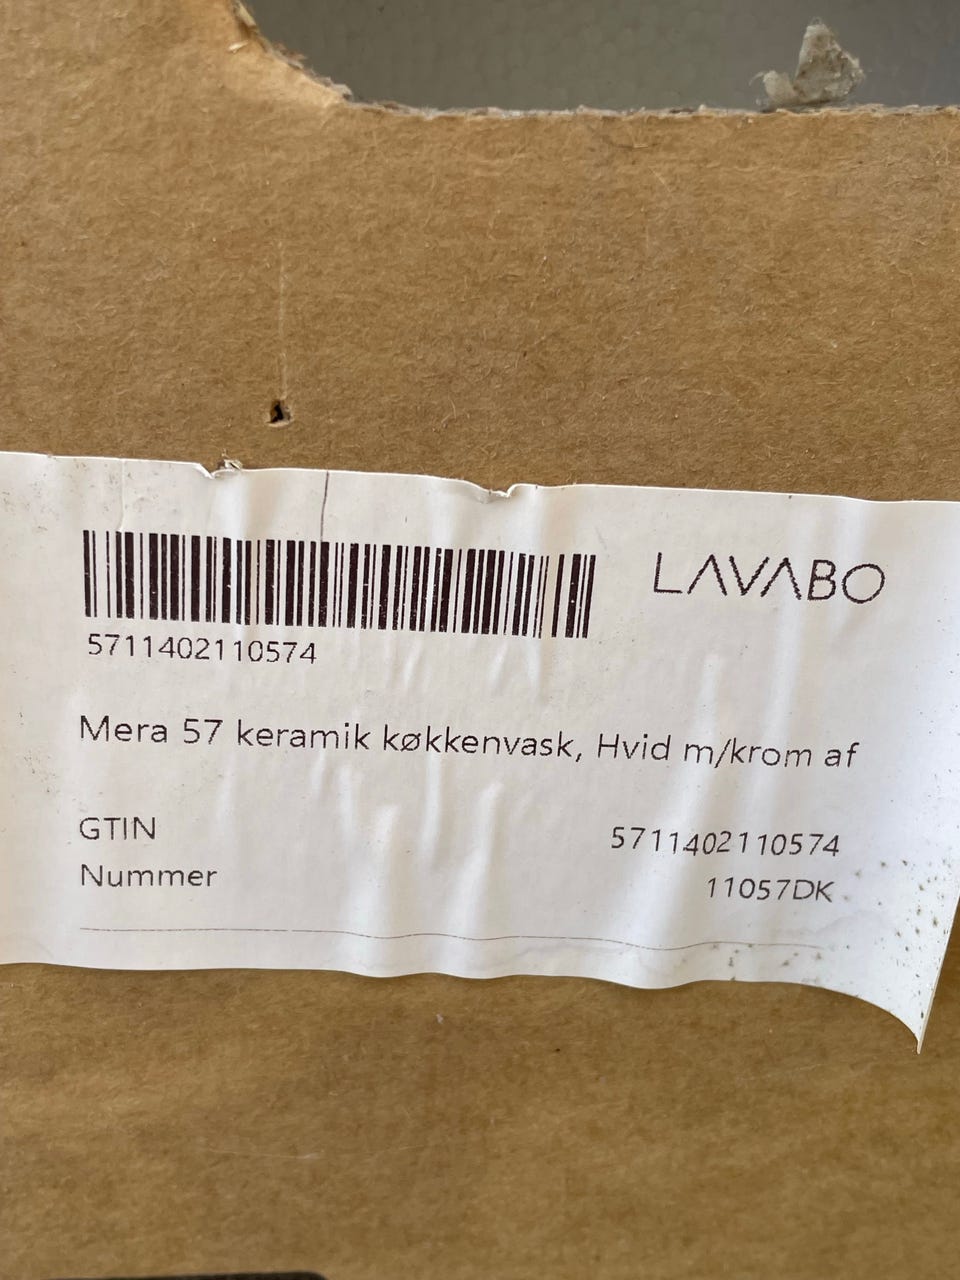 LAVABO
5711402110574
Mera 57 keramik køkkenvask, Hvid m/krom af
GTIN 5711402110574
Nummer 11057DK